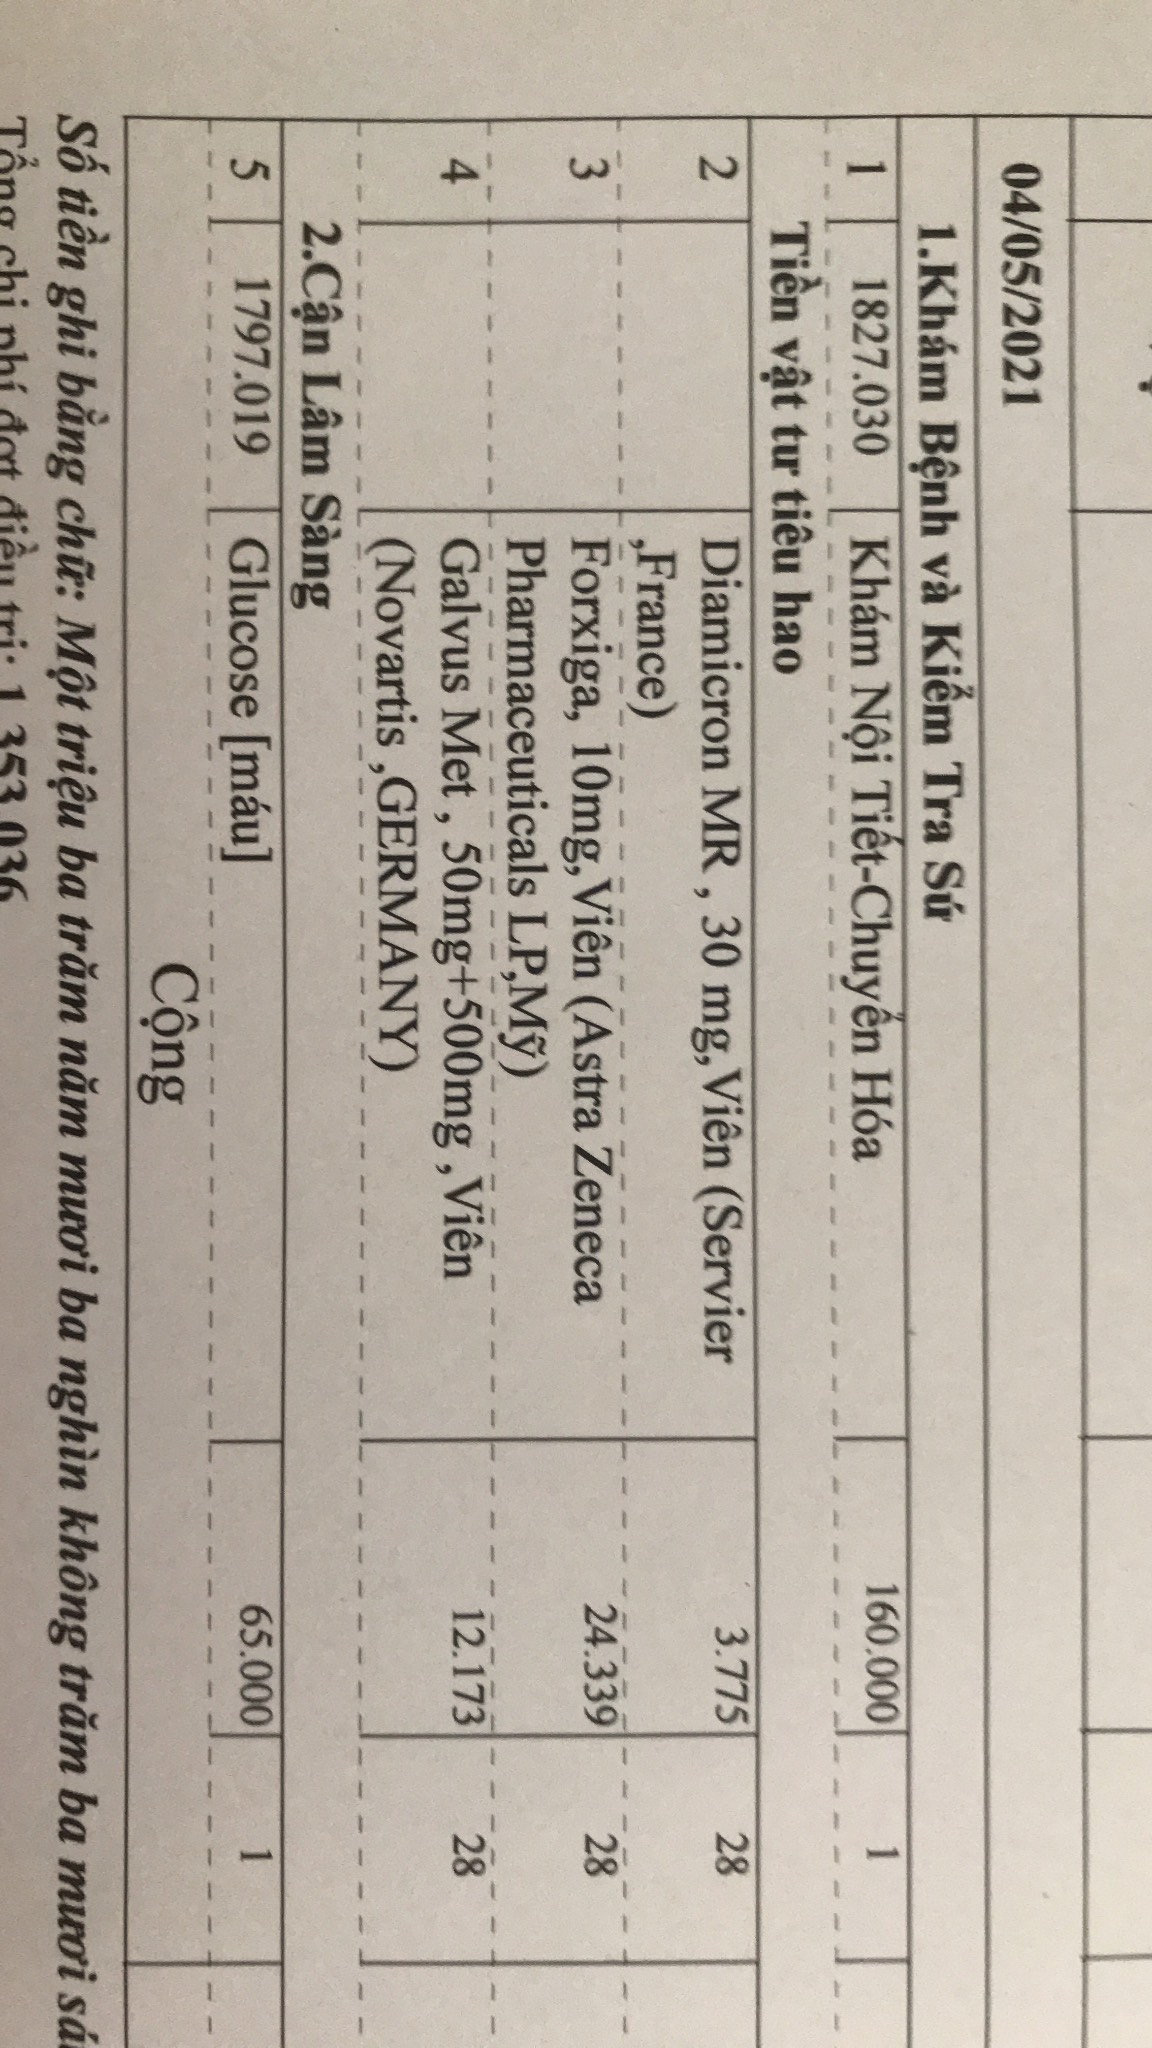 04/05/2021
1.Khám Bệnh và Kiểm Tra Sứ
1 1827.030 Khám Nội Tiết-Chuyển Hóa 160.000 1
Tiền vật tư tiêu hao
2 Diamicron MR , 30 mg,Viên (Servier 3.775 28
,France)
3 Forxiga, 10mg,Viên (Astra Zeneca 24.339 28
Pharmaceuticals LP,Mỹ)
4 Galvus Met , 50mg+500mg ,Viên 12.173 28
(Novartis ,GERMANY)
2.Cận Lâm Sàng
5 1797.019 Glucose [máu] 65.000 1
Cộng
Số tiền ghi bằng chữ: Một triệu ba trăm năm mươi ba nghìn không trăm ba mươi sáu
Tổng chi phí đợt điều trị: 1.353.036